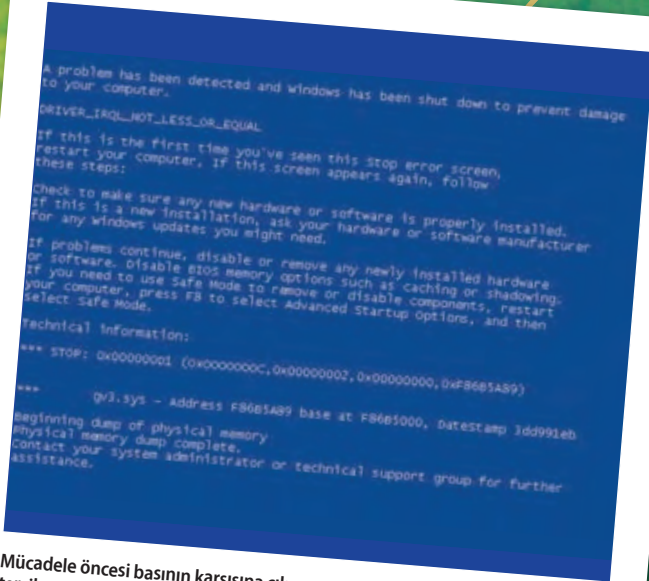 A problem has been detected and windows has been shut down to prevent damage
to your computer.
DRIVER_IRQL_NOT_LESS_OR_EQUAL
If this is the first time you've seen this Stop error screen,
restart your computer, If this screen appears again, follow
these steps:
Check to make sure any new hardware or software is properly installed.
If this is a new installation, ask your hardware or software manufacturer
for any windows updates you might need.
If problems continue, disable or remove any newly installed hardware
or software. Disable BIOS memory options such as caching or shadowing.
If you need to use Safe Mode to remove or disable components, restart
your computer, press F8 to select Advanced Startup Options, and then
select Safe Mode.
Technical information:
*** STOP: 0x000000D1 (0x0000000C,0x00000002,0x00000000,0xF86B5A89)
*** gv3.sys - Address F86B5A89 base at F86B5000, Datestamp 3dd991eb
Beginning dump of physical memory
Physical memory dump complete.
Contact your system administrator or technical support group for further
assistance.
Mücadele öncesi basının karşısına